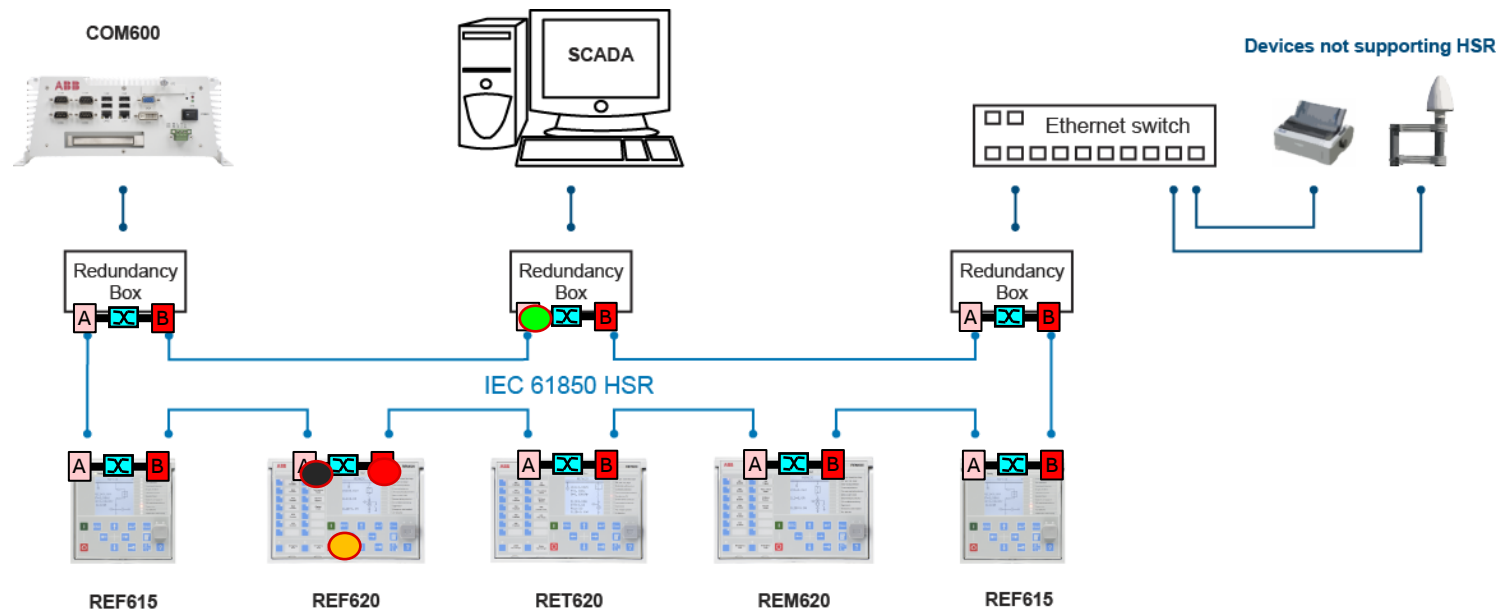 COM600
SCADA
Devices not supporting HSR
ABB
Ethernet switch
Redundancy
Box
A
B
Redundancy
Box
B
Redundancy
Box
A
B
IEC 61850 HSR
A
B
A
B
A
B
A
B
REF615
REF620
RET620
REM620
REF615